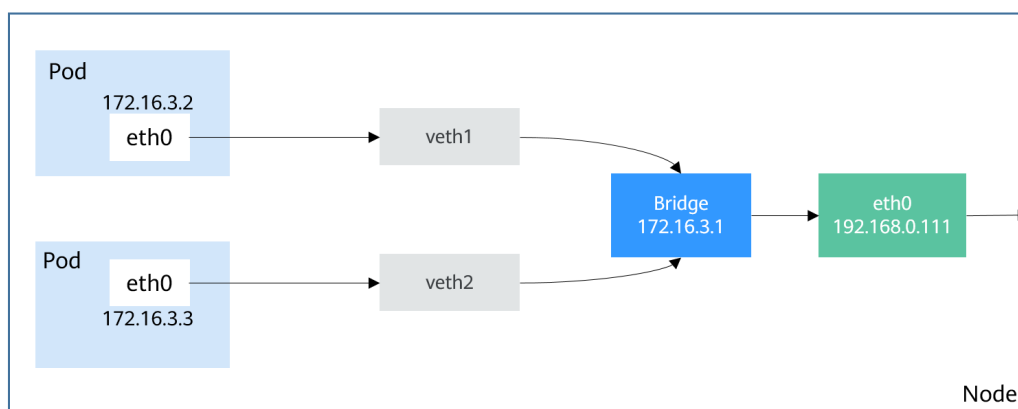 Pod
172.16.3.2
eth0
veth1
Bridge
172.16.3.1
eth0
192.168.0.111
Pod
eth0
172.16.3.3
veth2
Node